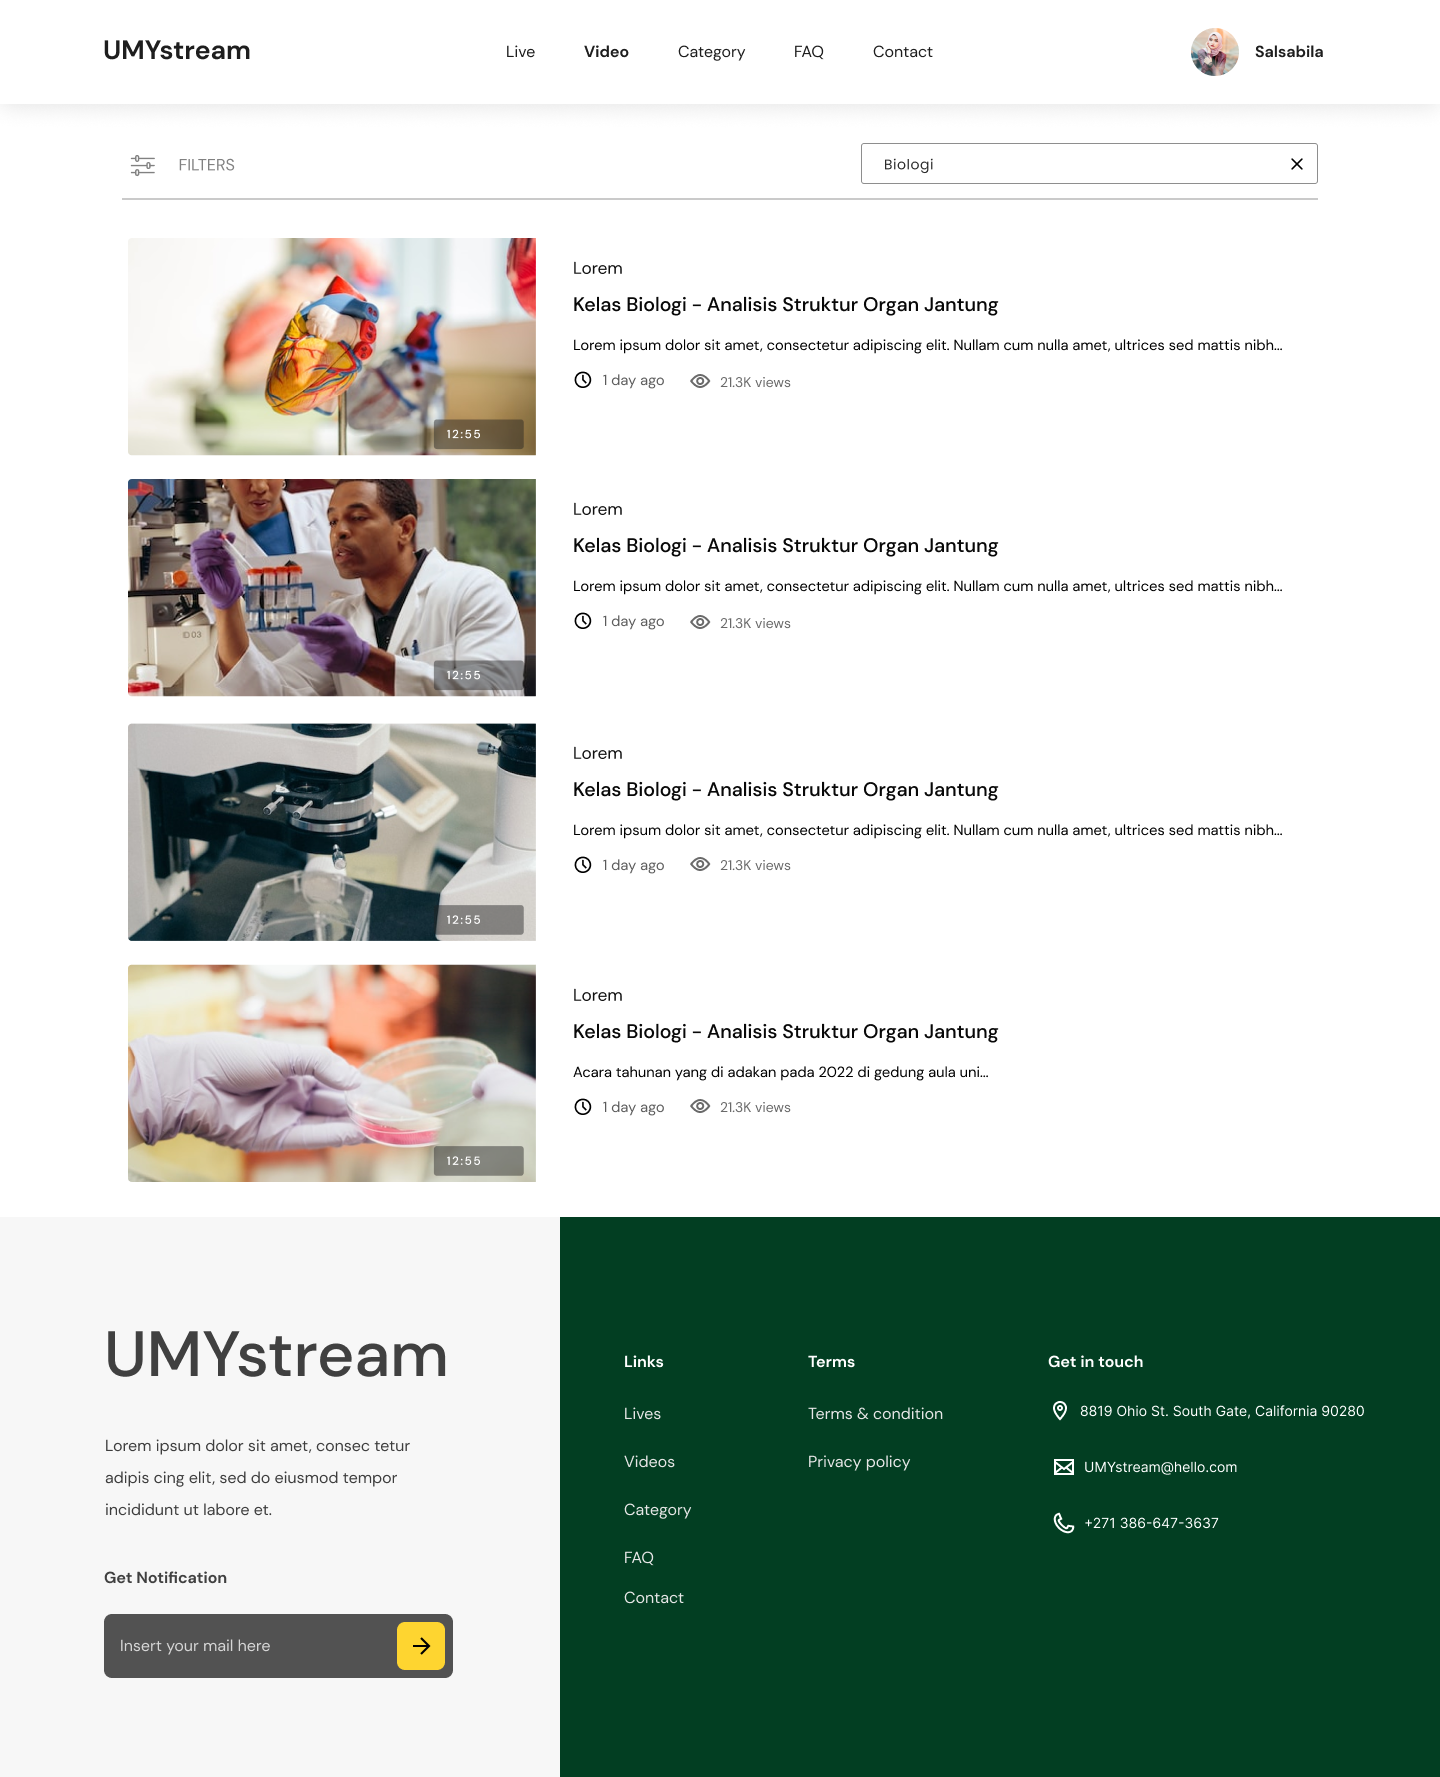 UMYstream
Live
Video
Category
FAQ
Contact
Salsabila
FILTERS
Biologi
12:55
Lorem
Kelas Biologi - Analisis Struktur Organ Jantung
Lorem ipsum dolor sit amet, consectetur adipiscing elit. Nullam cum nulla amet, ultrices sed mattis nibh...
1 day ago
21.3K views
ID03
12:55
Lorem
Kelas Biologi - Analisis Struktur Organ Jantung
Lorem ipsum dolor sit amet, consectetur adipiscing elit. Nullam cum nulla amet, ultrices sed mattis nibh...
1 day ago
21.3K views
12:55
Lorem
Kelas Biologi - Analisis Struktur Organ Jantung
Lorem ipsum dolor sit amet, consectetur adipiscing elit. Nullam cum nulla amet, ultrices sed mattis nibh...
1 day ago
21.3K views
12:55
Lorem
Kelas Biologi - Analisis Struktur Organ Jantung
Acara tahunan yang di adakan pada 2022 di gedung aula uni...
1 day ago
21.3K views
UMYstream
Lorem ipsum dolor sit amet, consec tetur
adipis cing elit, sed do eiusmod tempor
incididunt ut labore et.
Get Notification
Insert your mail here
Links
Lives
Videos
Category
FAQ
Contact
Terms
Terms & condition
Privacy policy
Get in touch
8819 Ohio St. South Gate, California 90280
UMYstream@hello.com
+271 386-647-3637